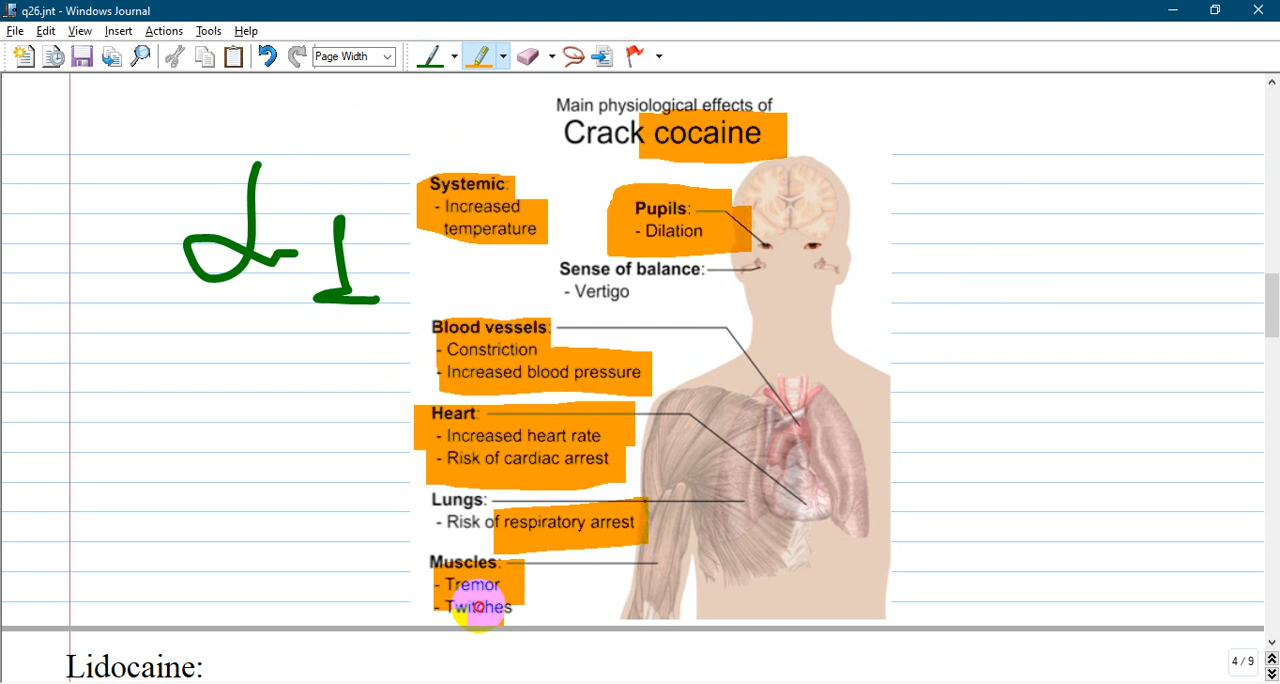 q26.jnt - Windows Journal
File Edit View Insert Actions Tools Help
Page Width
Main physiological effects of
Crack cocaine
α-1
Systemic:
- Increased
temperature
Pupils:
- Dilation
Sense of balance:
- Vertigo
Blood vessels:
- Constriction
- Increased blood pressure
Heart:
- Increased heart rate
- Risk of cardiac arrest
Lungs:
- Risk of respiratory arrest
Muscles:
- Tremor
- Twitches
Lidocaine:
4 / 9